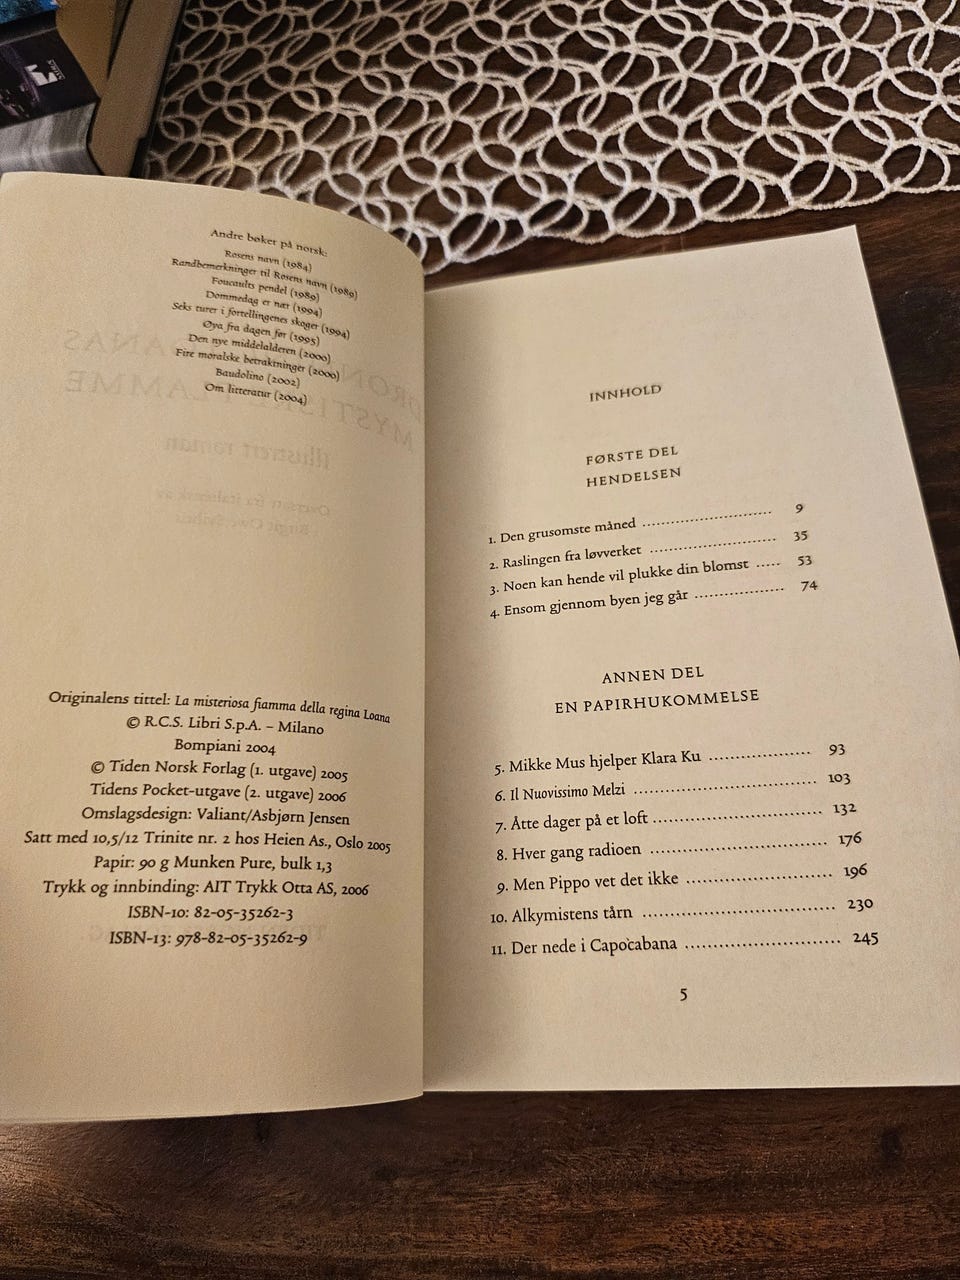 Andre bøker på norsk:
Rosens navn (1984)
Randbemerkninger til Rosens navn (1989)
Foucaults pendel (1989)
Dommedag er nær (1994)
Seks turer i fortellingenes skoger (1994)
Øya fra dagen før (1995)
Den nye middelalderen (2000)
Fire moralske betraktninger (2000)
Baudolino (2002)
Om litteratur (2004)
Originalens tittel: La misteriosa fiamma della regina Loana
© R.C.S. Libri S.p.A. – Milano
Bompiani 2004
© Tiden Norsk Forlag (1. utgave) 2005
Tidens Pocket-utgave (2. utgave) 2006
Omslagsdesign: Valiant/Asbjørn Jensen
Satt med 10,5/12 Trinite nr. 2 hos Heien As., Oslo 2005
Papir: 90 g Munken Pure, bulk 1,3
Trykk og innbinding: AIT Trykk Otta AS, 2006
ISBN-10: 82-05-35262-3
ISBN-13: 978-82-05-35262-9
INNHOLD
FØRSTE DEL
HENDELSEN
1. Den grusomste måned ........................ 9
2. Raslingen fra løvverket ........................ 35
3. Noen kan hende vil plukke din blomst ..... 53
4. Ensom gjennom byen jeg går ................ 74
ANNEN DEL
EN PAPIRHUKOMMELSE
5. Mikke Mus hjelper Klara Ku .................. 93
6. Il Nuovissimo Melzi ............................ 103
7. Åtte dager på et loft ............................ 132
8. Hver gang radioen .............................. 176
9. Men Pippo vet det ikke ........................ 196
10. Alkymistens tårn ................................ 230
11. Der nede i Capocabana ........................ 245
5